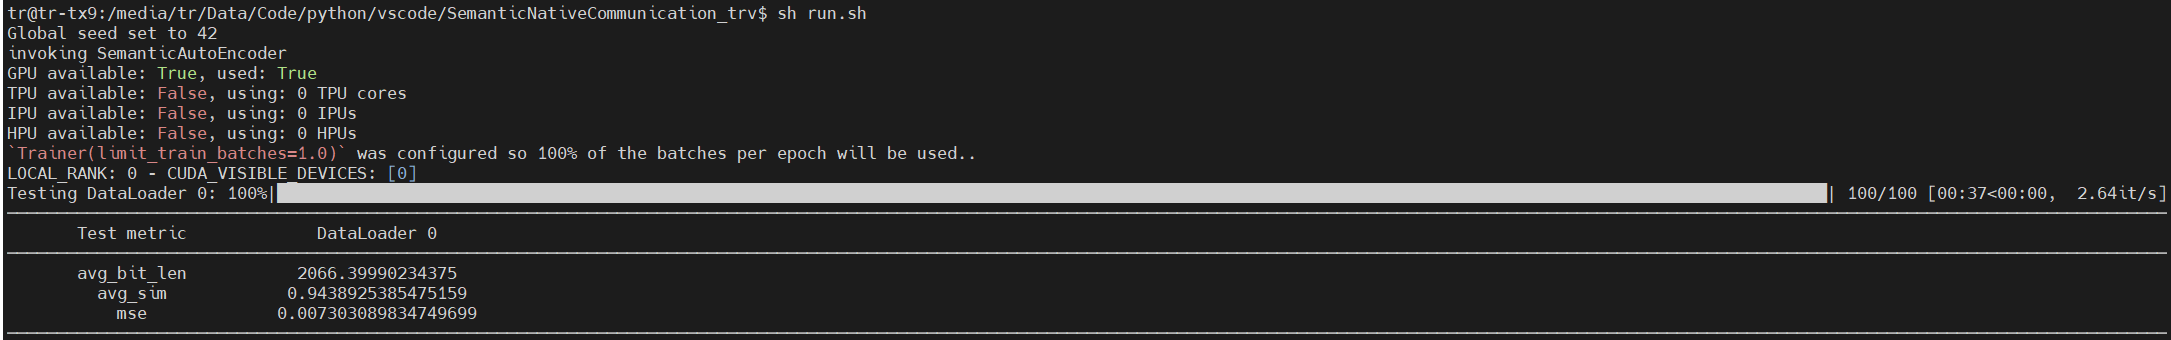 tr@tr-tx9:/media/tr/Data/Code/python/vscode/SemanticNativeCommunication_trv$ sh run.sh
Global seed set to 42
invoking SemanticAutoEncoder
GPU available: True, used: True
TPU available: False, using: 0 TPU cores
IPU available: False, using: 0 IPUs
HPU available: False, using: 0 HPUs
`Trainer(limit_train_batches=1.0)` was configured so 100% of the batches per epoch will be used..
LOCAL_RANK: 0 - CUDA_VISIBLE_DEVICES: [0]
Testing DataLoader 0: 100%|██████████| 100/100 [00:37<00:00, 2.64it/s]
Test metric DataLoader 0
avg_bit_len 2066.39990234375
avg_sim 0.9438925385475159
mse 0.007303089834749699